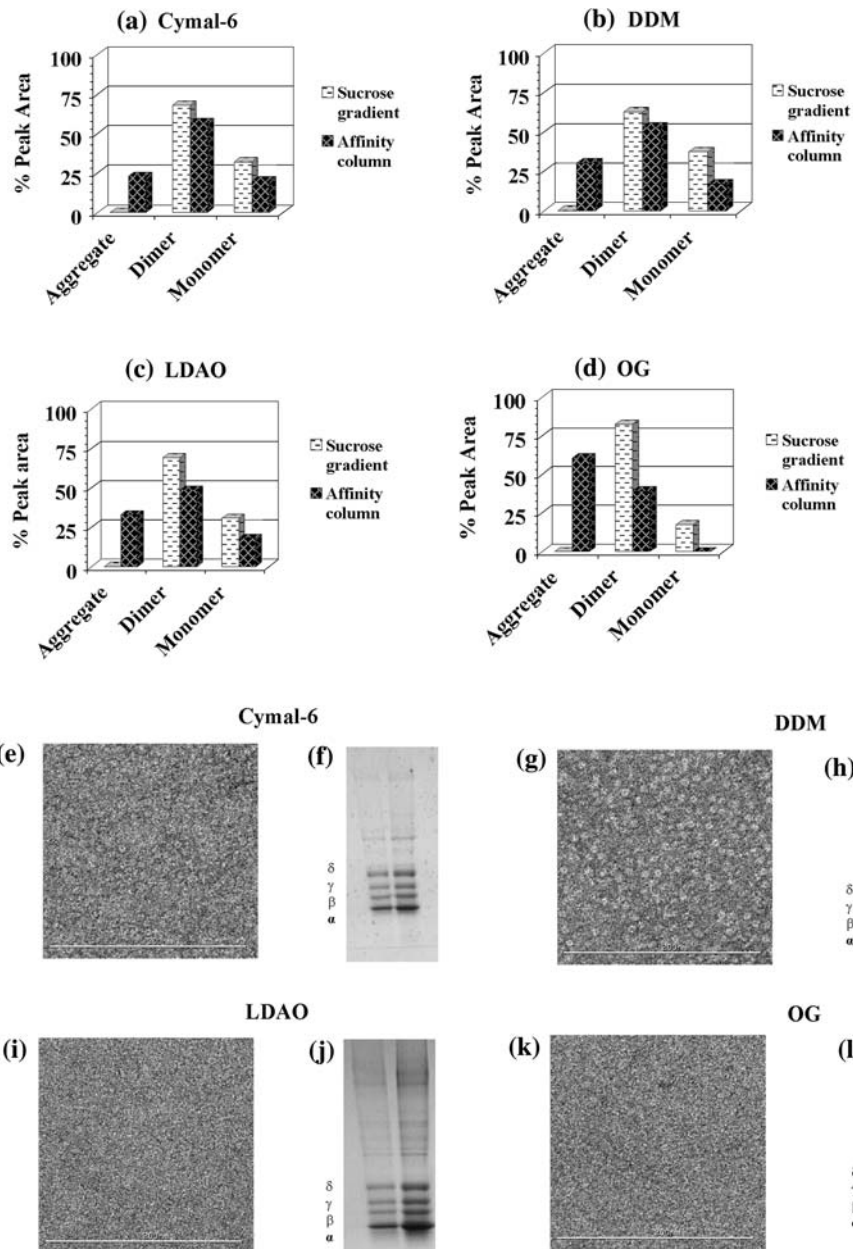 (a) Cymal-6
100
75
50
25
0
% Peak Area
Aggregate
Dimer
Monomer
Sucrose
gradient
Affinity
column
(b) DDM
100
75
50
25
0
% Peak Area
Aggregate
Dimer
Monomer
Sucrose
gradient
Affinity
column
(c) LDAO
100
75
50
25
0
% Peak area
Aggregate
Dimer
Monomer
Sucrose
gradient
Affinity
column
(d) OG
100
75
50
25
0
% Peak Area
Aggregate
Dimer
Monomer
Sucrose
gradient
Affinity
column
Cymal-6
(e)
(f)
δ
γ
β
α
DDM
(g)
(h)
δ
γ
β
α
LDAO
(i)
(j)
δ
γ
β
α
OG
(k)